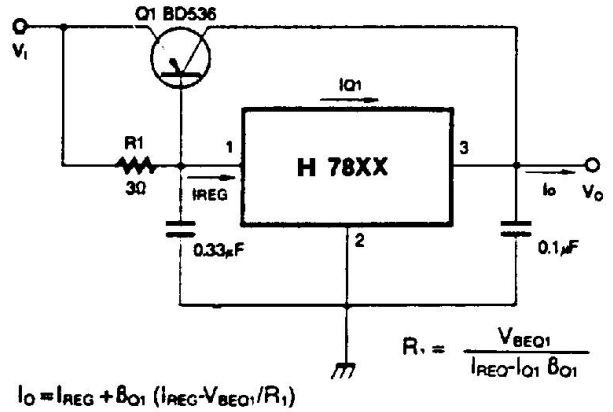 Q1 BD536
VI
IQ1
R1
1
3
H 78XX
3Ω
IREG
IO
VO
2
0.33μF
0.1μF
R1 = VBEQ1 / IREQ-IQ1 βQ1
IO = IREG + βQ1 (IREG-VBEQ1/R1)